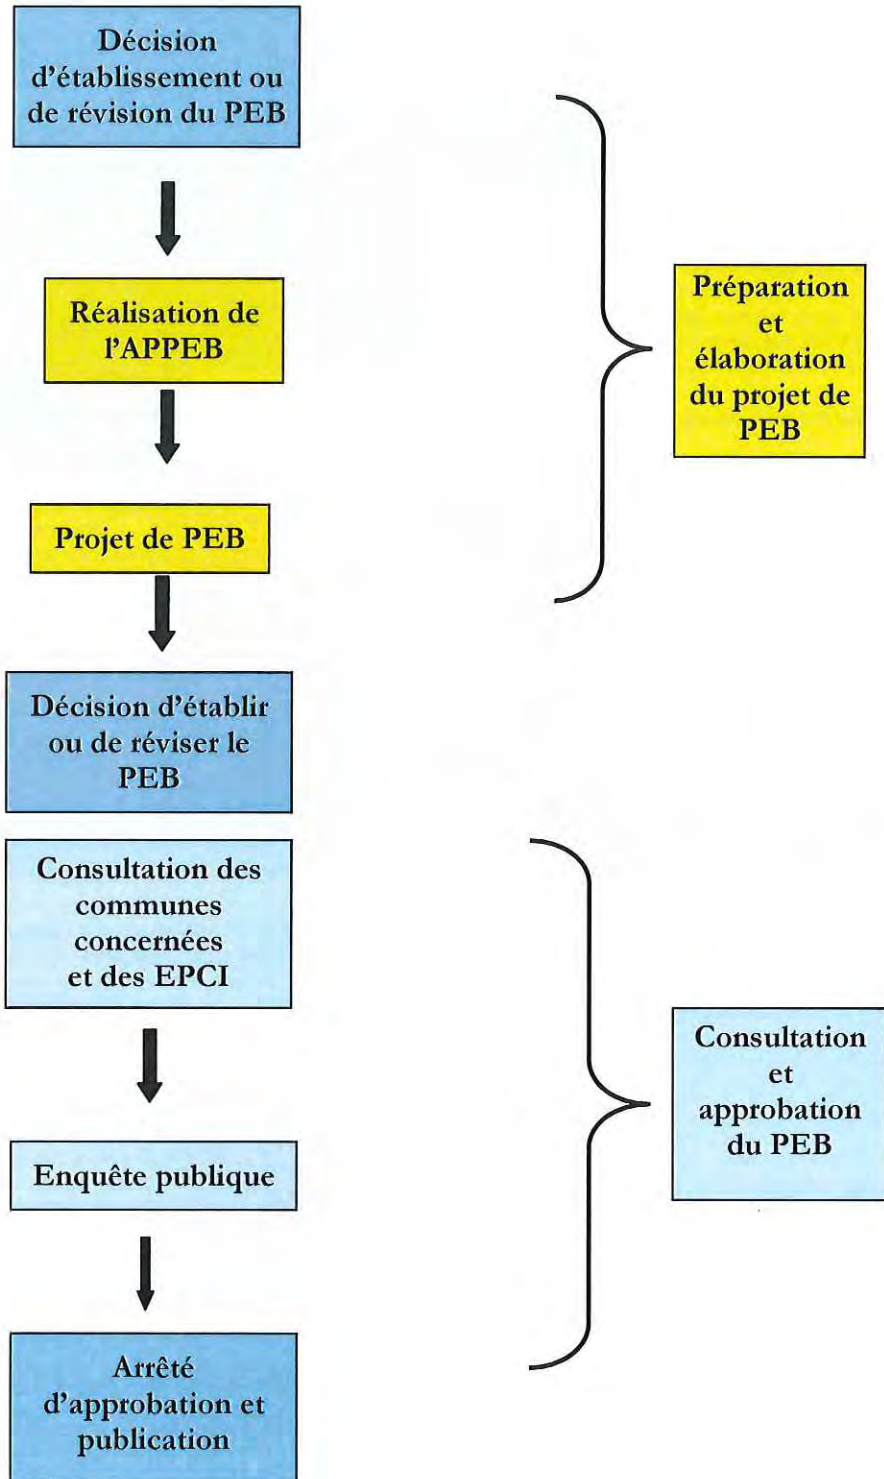 Décision
d'établissement ou
de révision du PEB
Réalisation de
l'APPEB
Projet de PEB
Préparation
et
élaboration
du projet de
PEB
Décision d'établir
ou de réviser le
PEB
Consultation des
communes
concernées
et des EPCI
Enquête publique
Arrêté
d'approbation et
publication
Consultation
et
approbation
du PEB